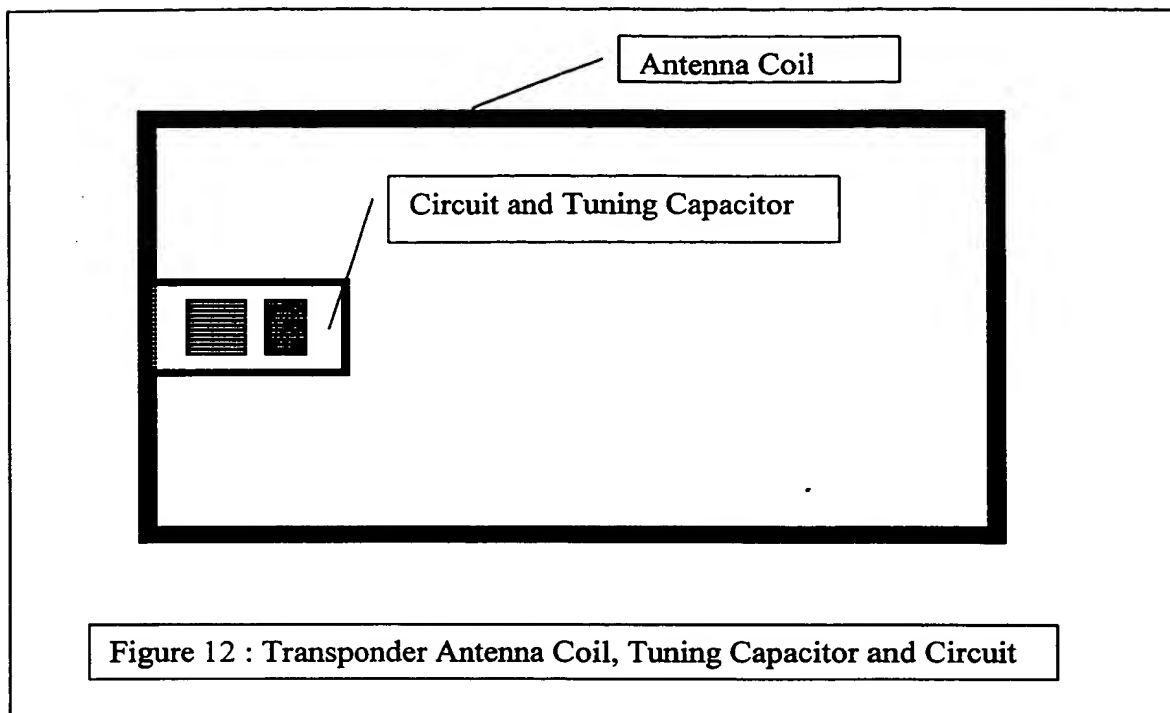 Antenna Coil
Circuit and Tuning Capacitor
Figure 12 : Transponder Antenna Coil, Tuning Capacitor and Circuit